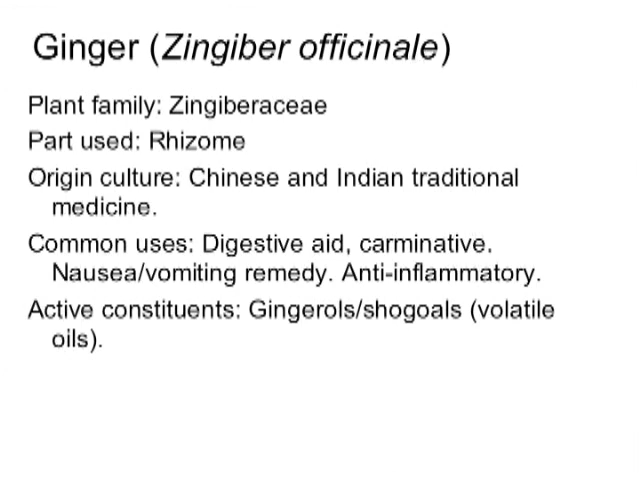 Ginger (Zingiber officinale)
Plant family: Zingiberaceae
Part used: Rhizome
Origin culture: Chinese and Indian traditional
medicine.
Common uses: Digestive aid, carminative.
Nausea/vomiting remedy. Anti-inflammatory.
Active constituents: Gingerols/shogoals (volatile
oils).